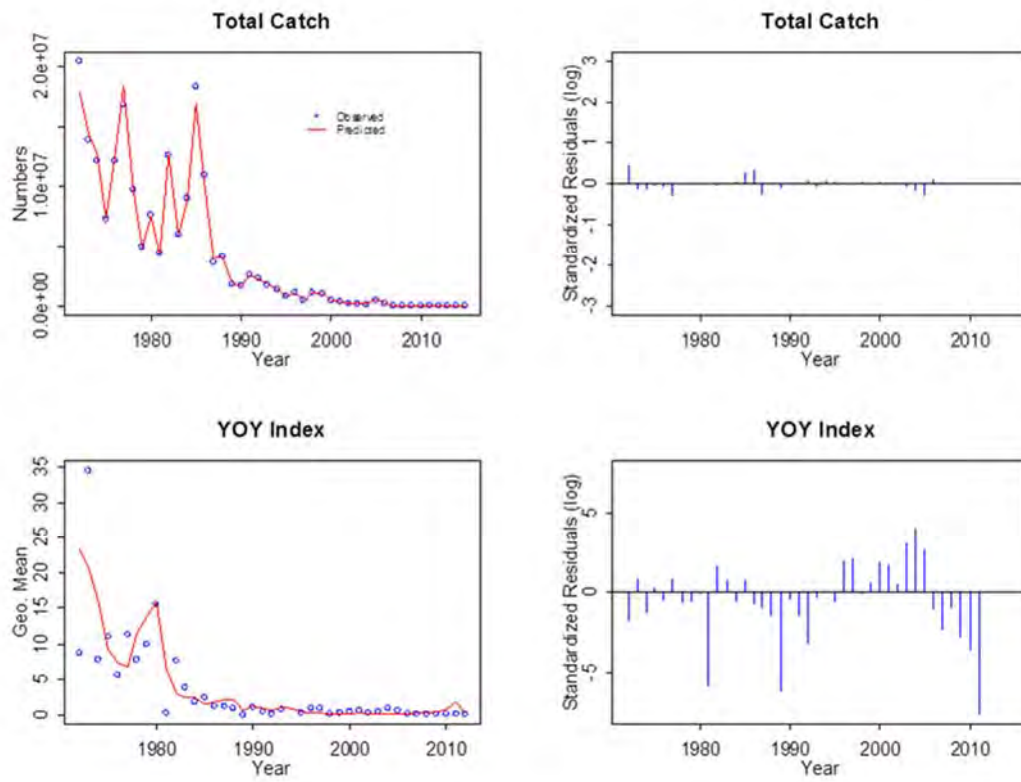 Total Catch
Numbers
0.0e+00 1.0e+07 2.0e+07
Observed
Predicted
1980 1990 2000 2010
Year
Total Catch
Standardized Residuals (log)
-3 -2 -1 0 1 2 3
1980 1990 2000 2010
Year
YOY Index
Geo. Mean
0 5 10 15 20 25 30 35
1980 1990 2000 2010
Year
YOY Index
Standardized Residuals (log)
-5 0 5
1980 1990 2000 2010
Year